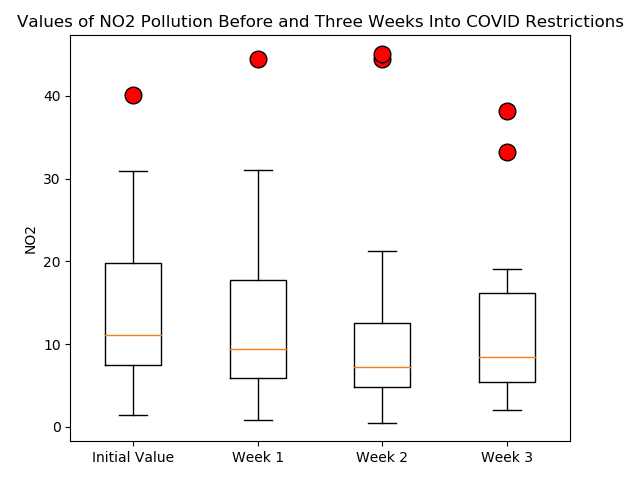 Values of NO2 Pollution Before and Three Weeks Into COVID Restrictions
40
30
20
10
0
NO2
Initial Value
Week 1
Week 2
Week 3